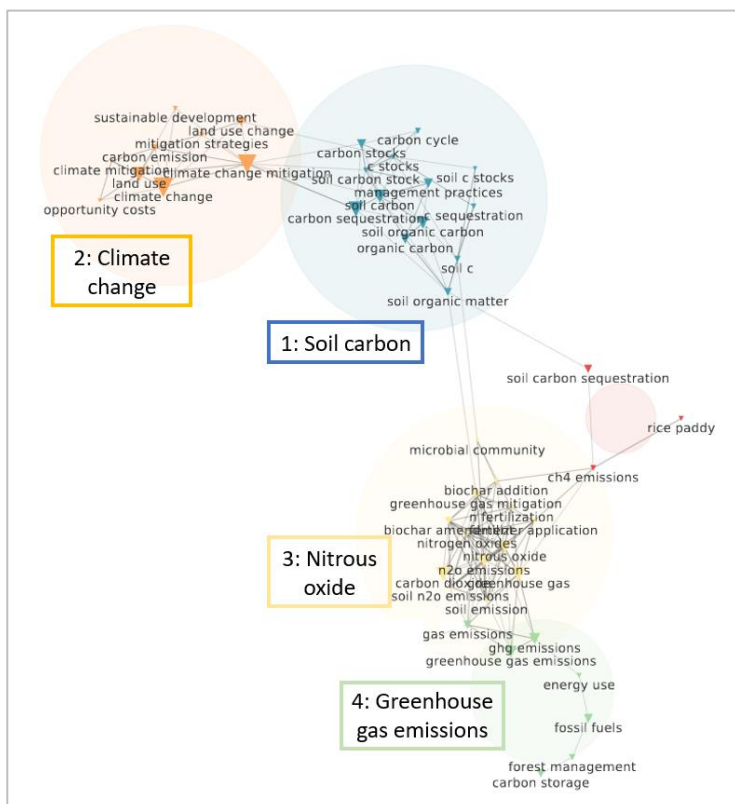 sustainable development
land use change
mitigation strategies
carbon emission
climate mitigation
climate change mitigation
land use
climate change
opportunity costs
2: Climate
change
carbon cycle
carbon stocks
c stocks
soil carbon stock
soil c stocks
management practices
soil carbon
carbon sequestration
c sequestration
soil organic carbon
organic carbon
soil c
soil organic matter
1: Soil carbon
soil carbon sequestration
rice paddy
ch4 emissions
microbial community
biochar addition
greenhouse gas mitigation
n fertilization
biochar amendment
fertilizer application
nitrogen oxides
nitrous oxide
n2o emissions
carbon dioxide
greenhouse gas
soil n2o emissions
soil emission
3: Nitrous
oxide
gas emissions
ghg emissions
greenhouse gas emissions
energy use
4: Greenhouse
gas emissions
fossil fuels
forest management
carbon storage